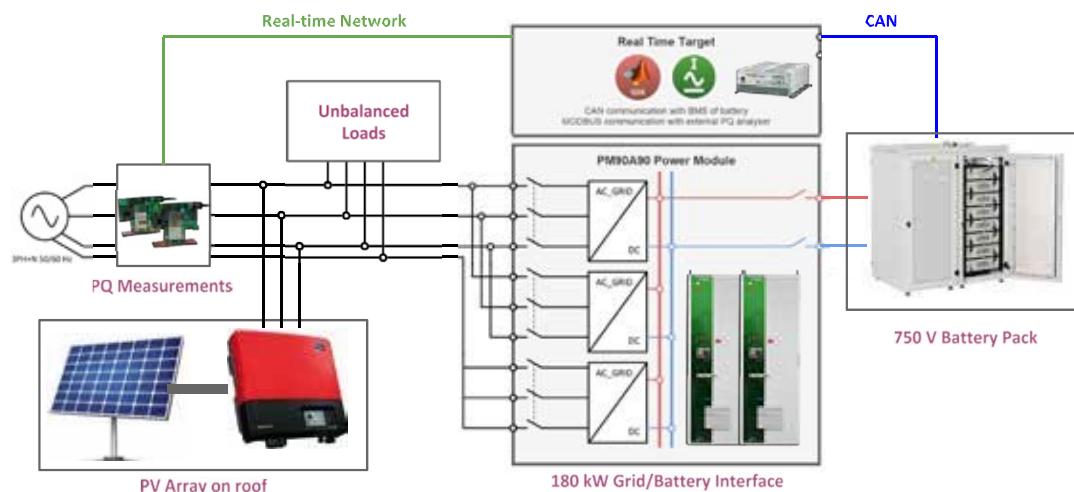 Real-time Network
CAN
Real Time Target
CAN communication with BMS of battery
MODBUS communication with external PQ analyser
Unbalanced
Loads
PM90A90 Power Module
AC_GRID
DC
3PH+N 50/60 Hz
PQ Measurements
AC_GRID
DC
750 V Battery Pack
AC_GRID
DC
PV Array on roof
180 kW Grid/Battery Interface